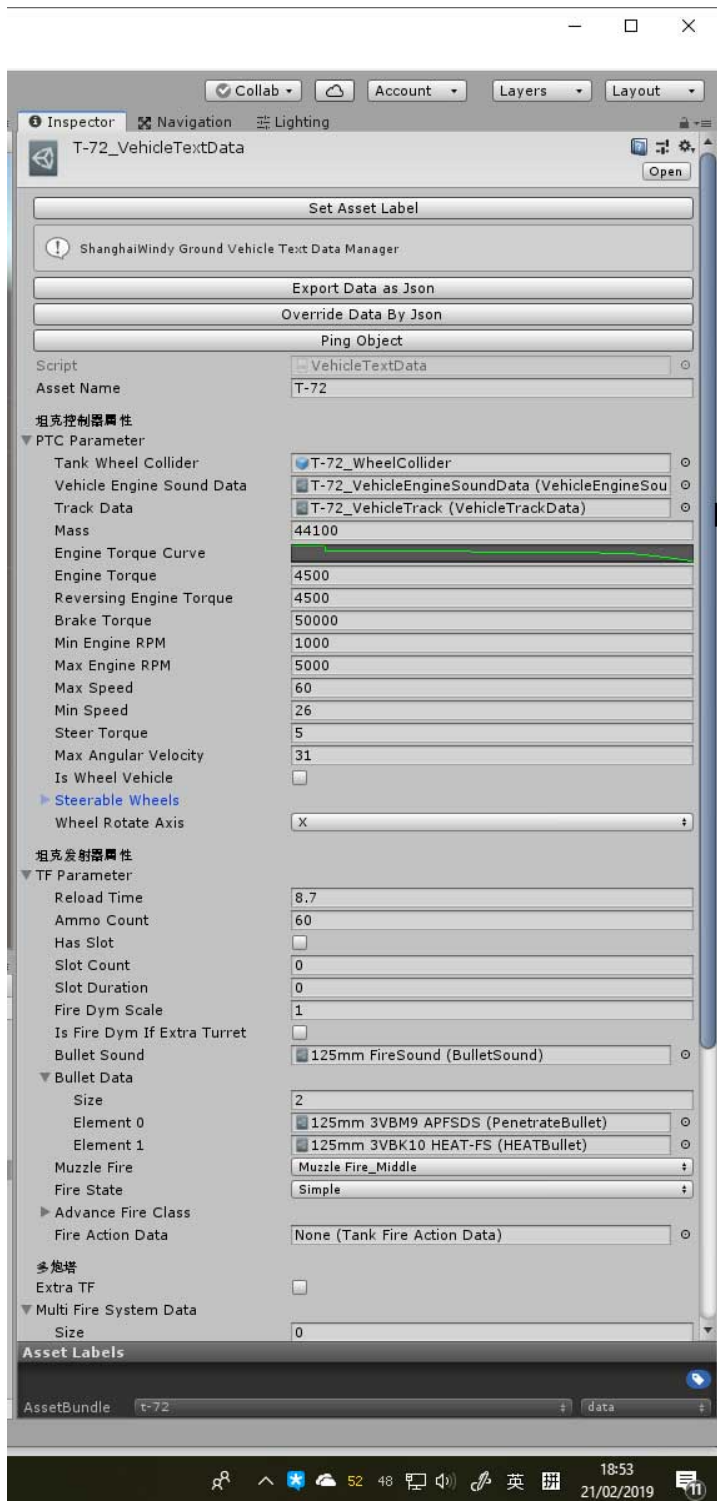 Collab Account Layers Layout
Inspector Navigation Lighting
T-72_VehicleTextData
Open
Set Asset Label
ShanghaiWindy Ground Vehicle Text Data Manager
Export Data as Json
Override Data By Json
Ping Object
Script VehicleTextData
Asset Name T-72
坦克控制器属性
PTC Parameter
Tank Wheel Collider T-72_WheelCollider
Vehicle Engine Sound Data T-72_VehicleEngineSoundData (VehicleEngineSou
Track Data T-72_VehicleTrack (VehicleTrackData)
Mass 44100
Engine Torque Curve
Engine Torque 4500
Reversing Engine Torque 4500
Brake Torque 50000
Min Engine RPM 1000
Max Engine RPM 5000
Max Speed 60
Min Speed 26
Steer Torque 5
Max Angular Velocity 31
Is Wheel Vehicle
Steerable Wheels
Wheel Rotate Axis X
坦克发射器属性
TF Parameter
Reload Time 8.7
Ammo Count 60
Has Slot
Slot Count 0
Slot Duration 0
Fire Dym Scale 1
Is Fire Dym If Extra Turret
Bullet Sound 125mm FireSound (BulletSound)
Bullet Data
Size 2
Element 0 125mm 3VBM9 APFSDS (PenetrateBullet)
Element 1 125mm 3VBK10 HEAT-FS (HEATBullet)
Muzzle Fire Muzzle Fire_Middle
Fire State Simple
Advance Fire Class
Fire Action Data None (Tank Fire Action Data)
多炮塔
Extra TF
Multi Fire System Data
Size 0
Asset Labels
AssetBundle t-72 data
52 48 英 拼 18:53
21/02/2019 11